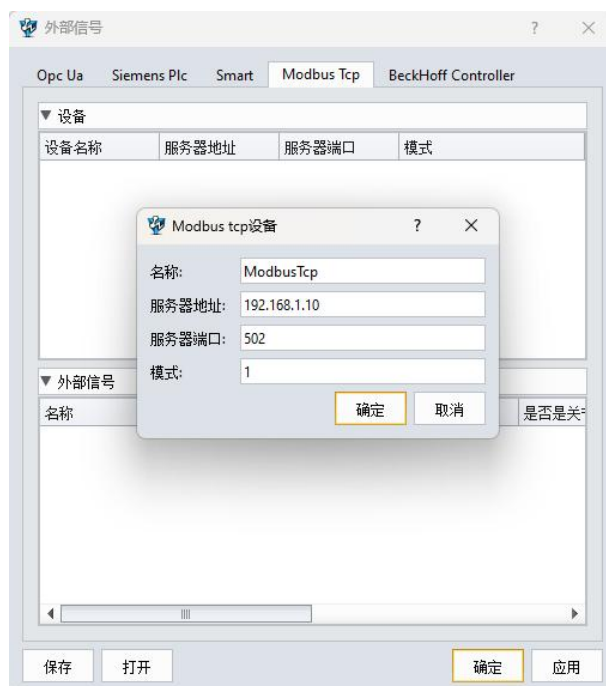 外部信号
Opc Ua Siemens Plc Smart Modbus Tcp BeckHoff Controller
设备
设备名称 服务器地址 服务器端口 模式
Modbus tcp设备
名称: ModbusTcp
服务器地址: 192.168.1.10
服务器端口: 502
模式: 1
确定 取消
外部信号
名称 是否是关
保存 打开 确定 应用